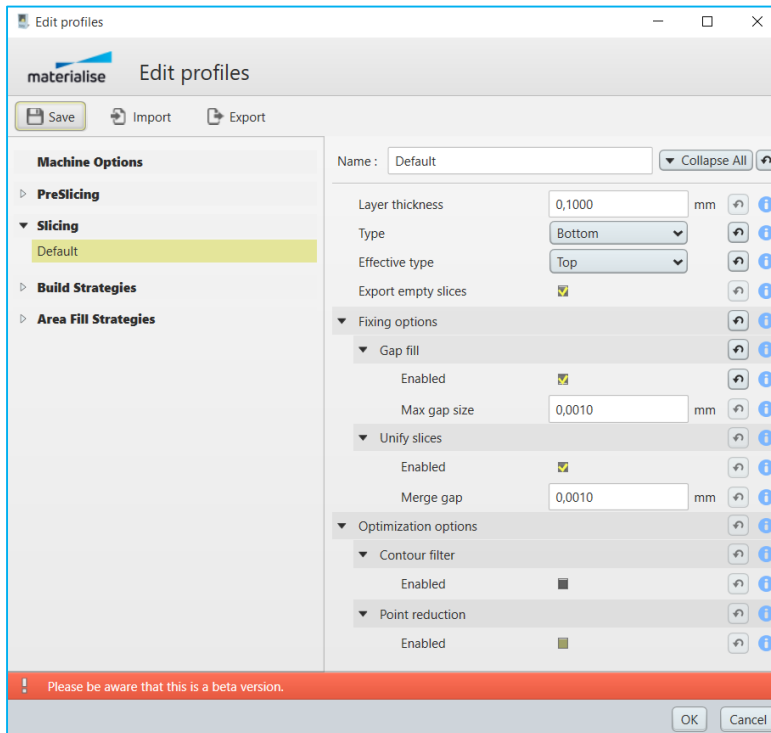 Edit profiles
materialise
Edit profiles
Save Import Export
Machine Options
PreSlicing
Slicing
Default
Build Strategies
Area Fill Strategies
Name : Default Collapse All
Layer thickness 0,1000 mm
Type Bottom
Effective type Top
Export empty slices
Fixing options
Gap fill
Enabled
Max gap size 0,0010 mm
Unify slices
Enabled
Merge gap 0,0010 mm
Optimization options
Contour filter
Enabled
Point reduction
Enabled
Please be aware that this is a beta version.
OK Cancel